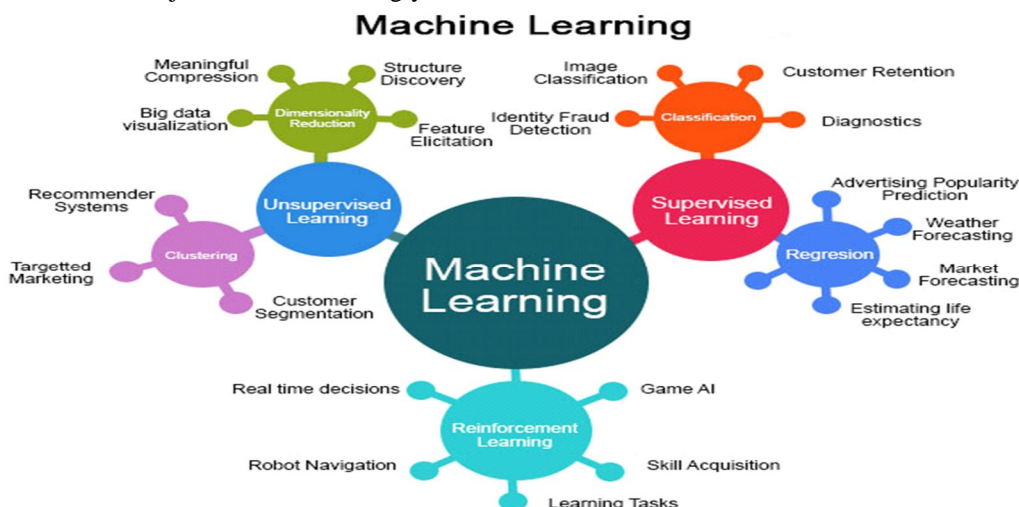 Machine Learning
Meaningful
Compression
Structure
Discovery
Big data
visualization
Dimensionality
Reduction
Feature
Elicitation
Image
Classification
Customer Retention
Identity Fraud
Detection
Classification
Diagnostics
Recommender
Systems
Unsupervised
Learning
Clustering
Targetted
Marketing
Customer
Segmentation
Machine
Learning
Supervised
Learning
Advertising Popularity
Prediction
Weather
Forecasting
Regresion
Market
Forecasting
Estimating life
expectancy
Real time decisions
Game AI
Reinforcement
Learning
Robot Navigation
Skill Acquisition
Learning Tasks